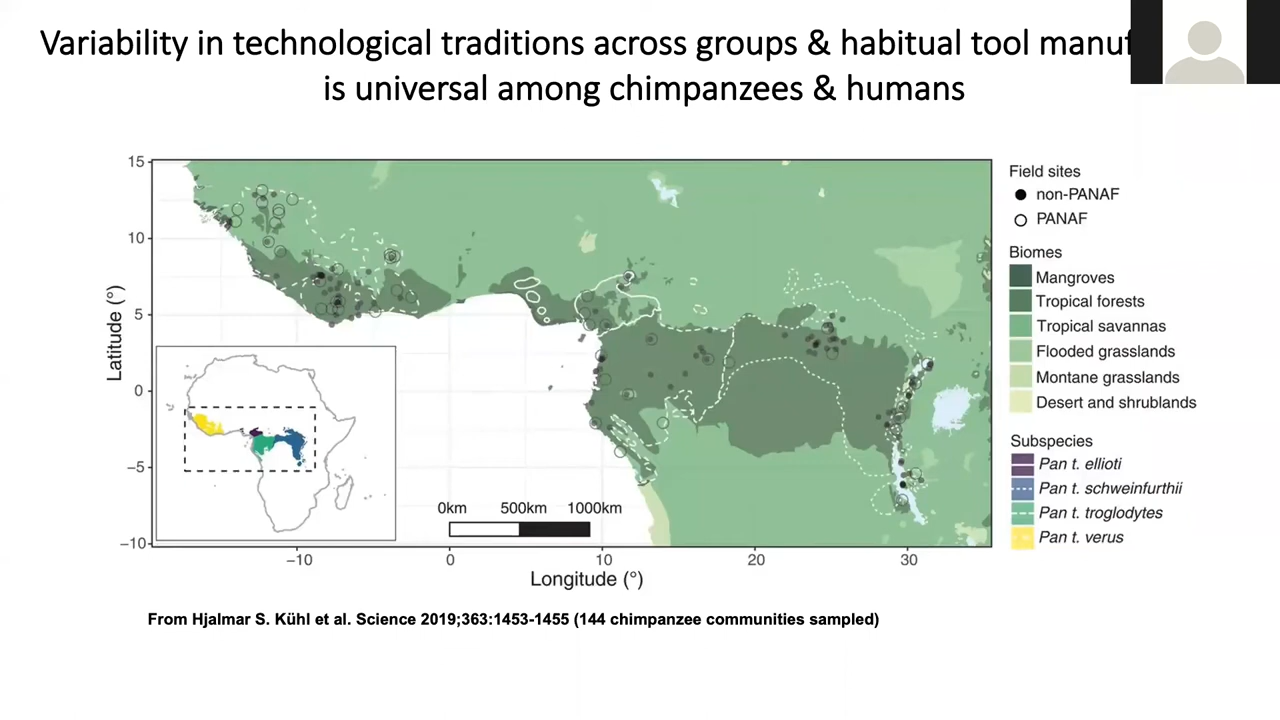 Variability in technological traditions across groups & habitual tool
is universal among chimpanzees & humans
15
10
5
0
−5
−10
Latitude (°)
−10
0
10
20
30
Longitude (°)
0km 500km 1000km
Field sites
non-PANAF
PANAF
Biomes
Mangroves
Tropical forests
Tropical savannas
Flooded grasslands
Montane grasslands
Desert and shrublands
Subspecies
Pan t. ellioti
Pan t. schweinfurthii
Pan t. troglodytes
Pan t. verus
From Hjalmar S. Kühl et al. Science 2019;363:1453-1455 (144 chimpanzee communities sampled)